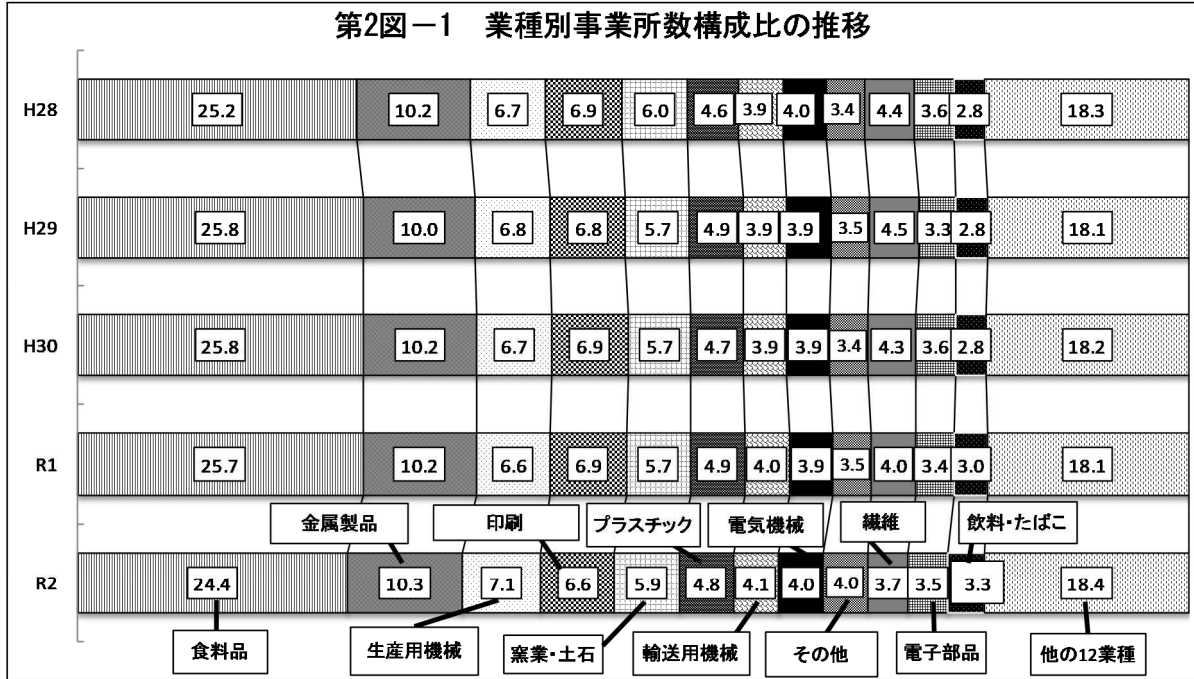 第2図－1　業種別事業所数構成比の推移
H28 25.2 10.2 6.7 6.9 6.0 4.6 3.9 4.0 3.4 4.4 3.6 2.8 18.3
H29 25.8 10.0 6.8 6.8 5.7 4.9 3.9 3.9 3.5 4.5 3.3 2.8 18.1
H30 25.8 10.2 6.7 6.9 5.7 4.7 3.9 3.9 3.4 4.3 3.6 2.8 18.2
R1 25.7 10.2 6.6 6.9 5.7 4.9 4.0 3.9 3.5 4.0 3.4 3.0 18.1
金属製品 印刷 プラスチック 電気機械 繊維 飲料・たばこ
R2 24.4 10.3 7.1 6.6 5.9 4.8 4.1 4.0 4.0 3.7 3.5 3.3 18.4
食料品 生産用機械 窯業・土石 輸送用機械 その他 電子部品 他の12業種